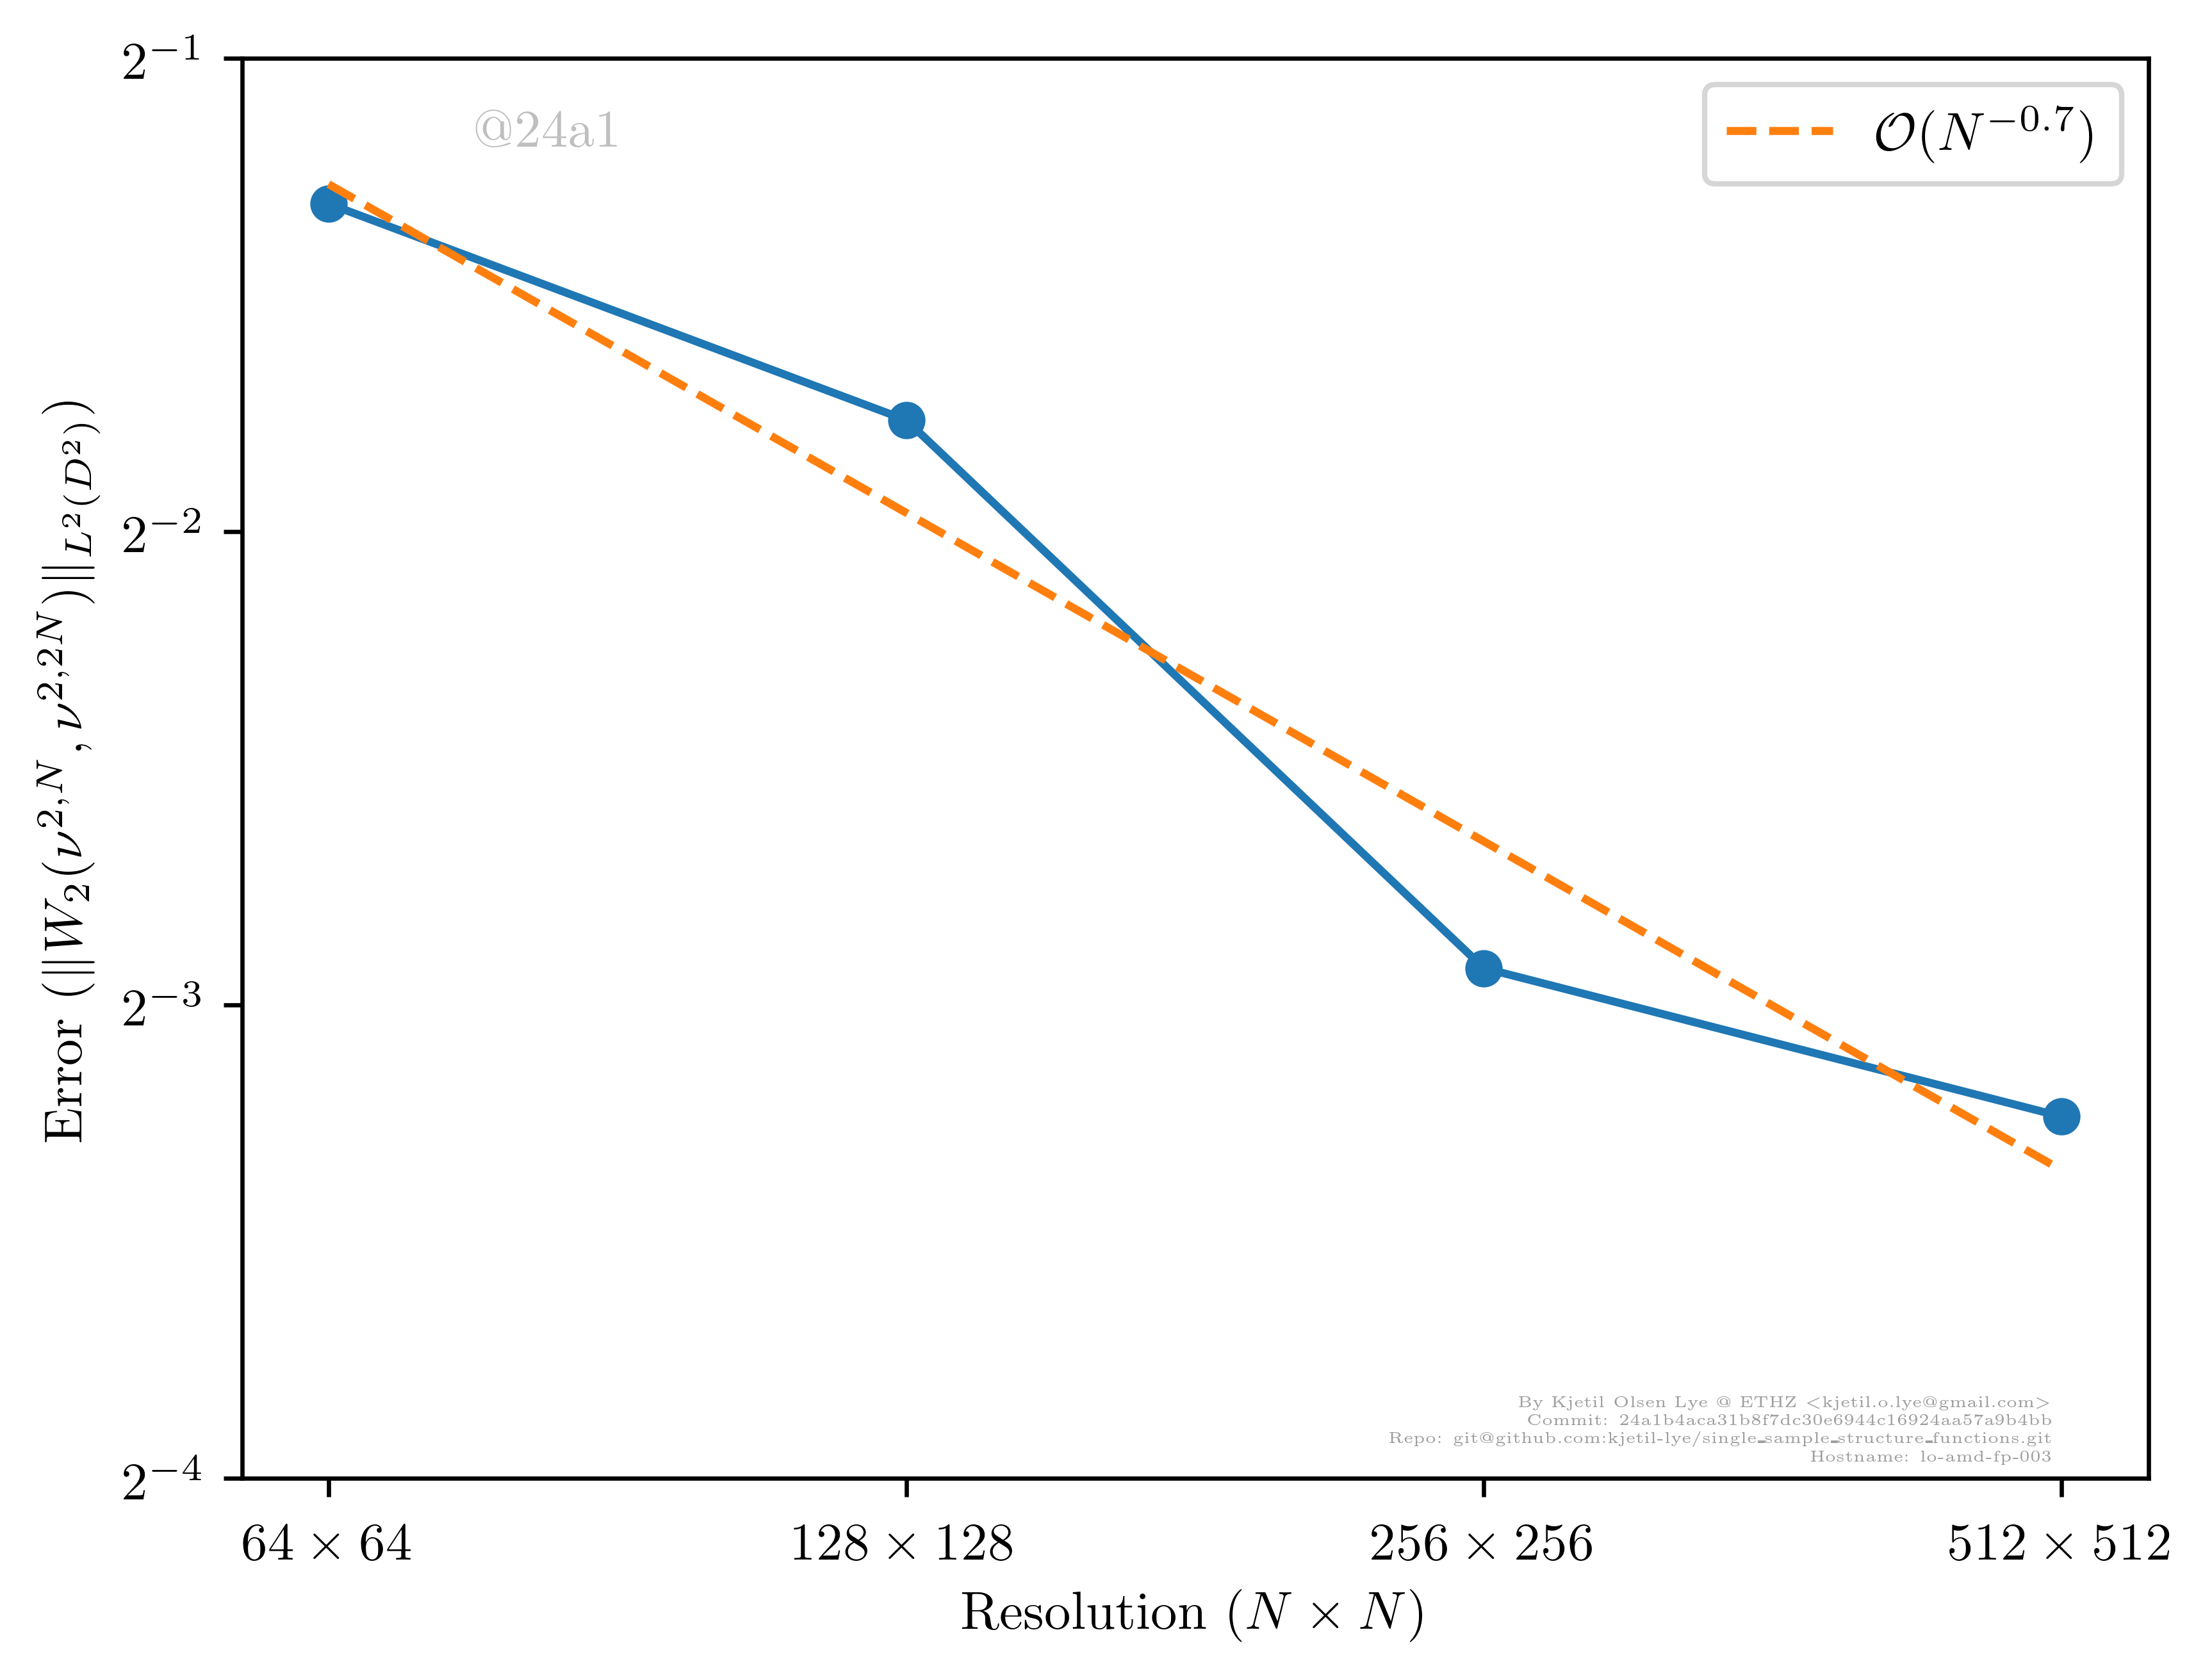 2^{-1}
@24a1
\mathcal{O}(N^{-0.7})
2^{-2}
2^{-3}
2^{-4}
Error (||W_2(ν^{2,N}, ν^{2,2N})||_{L^2(D^2)})
By Kjetil Olsen Lye @ ETHZ <kjetil.o.lye@gmail.com>
Commit: 24a1b4aca31b8f7dc30e6944c16924aa57a9b4bb
Repo: git@github.com:kjetil-lye/single_sample_structure_functions.git
Hostname: lo-amd-fp-003
64 × 64
128 × 128
256 × 256
512 × 512
Resolution (N × N)